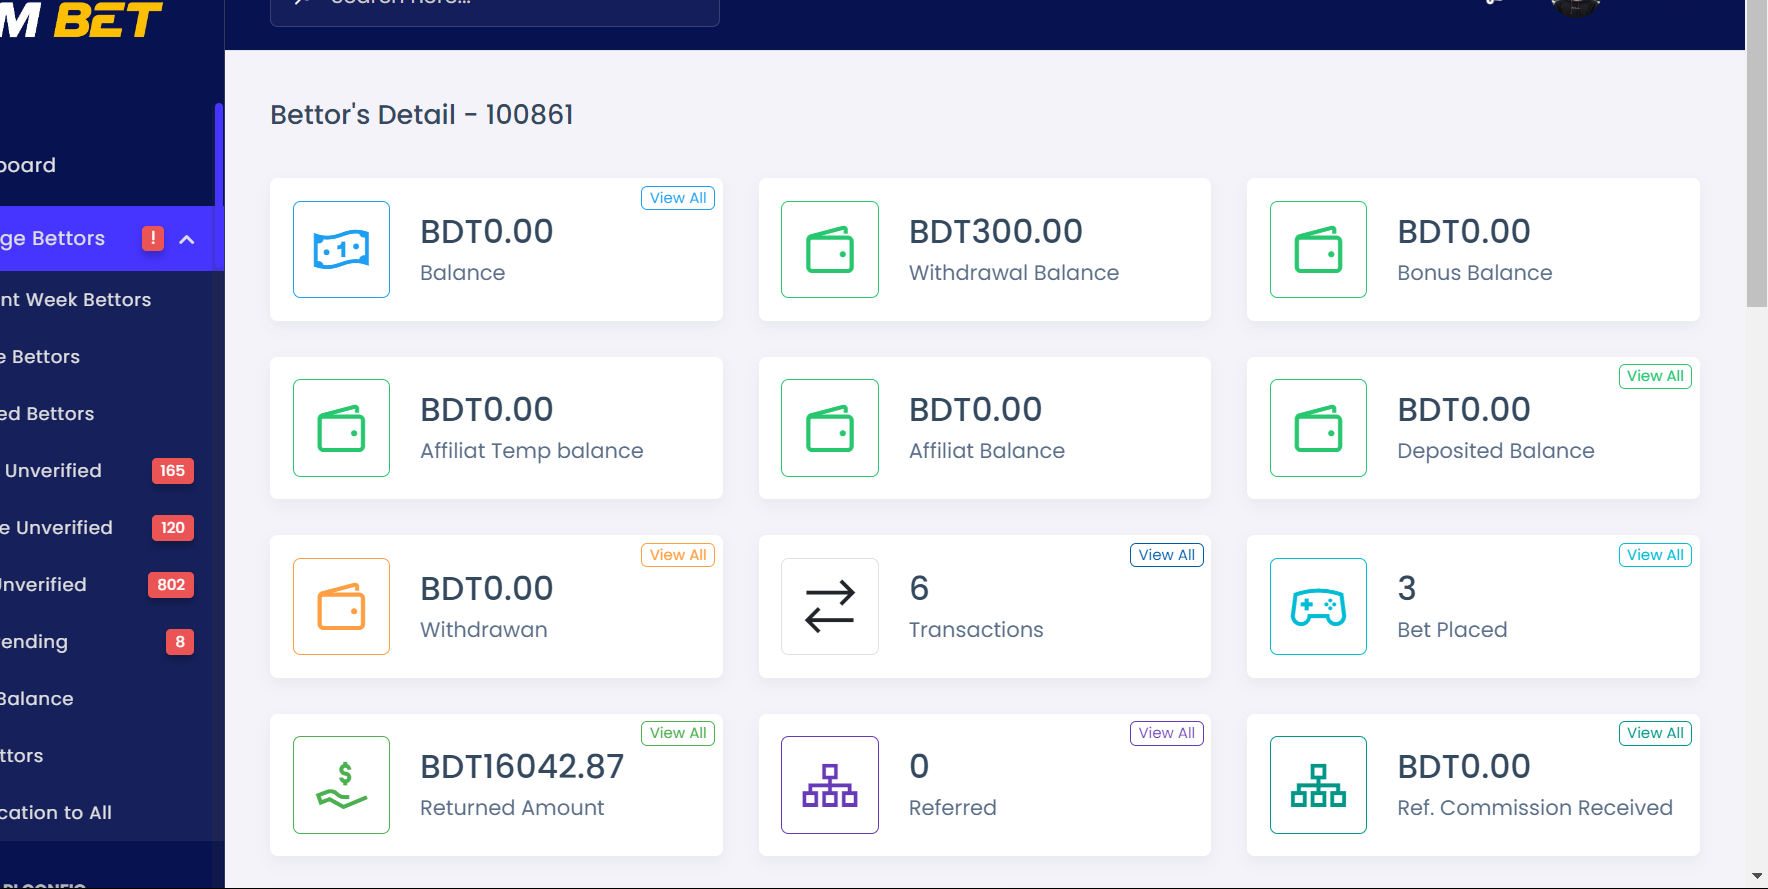 M BET
Search here...
board
ge Bettors !
nt Week Bettors
e Bettors
ed Bettors
Unverified 165
e Unverified 120
Unverified 802
ending 8
Balance
ttors
cation to All
Bettor's Detail - 100861
View All
BDT0.00
Balance
BDT300.00
Withdrawal Balance
BDT0.00
Bonus Balance
BDT0.00
Affiliat Temp balance
BDT0.00
Affiliat Balance
View All
BDT0.00
Deposited Balance
View All
BDT0.00
Withdrawan
View All
6
Transactions
View All
3
Bet Placed
View All
BDT16042.87
Returned Amount
View All
0
Referred
View All
BDT0.00
Ref. Commission Received